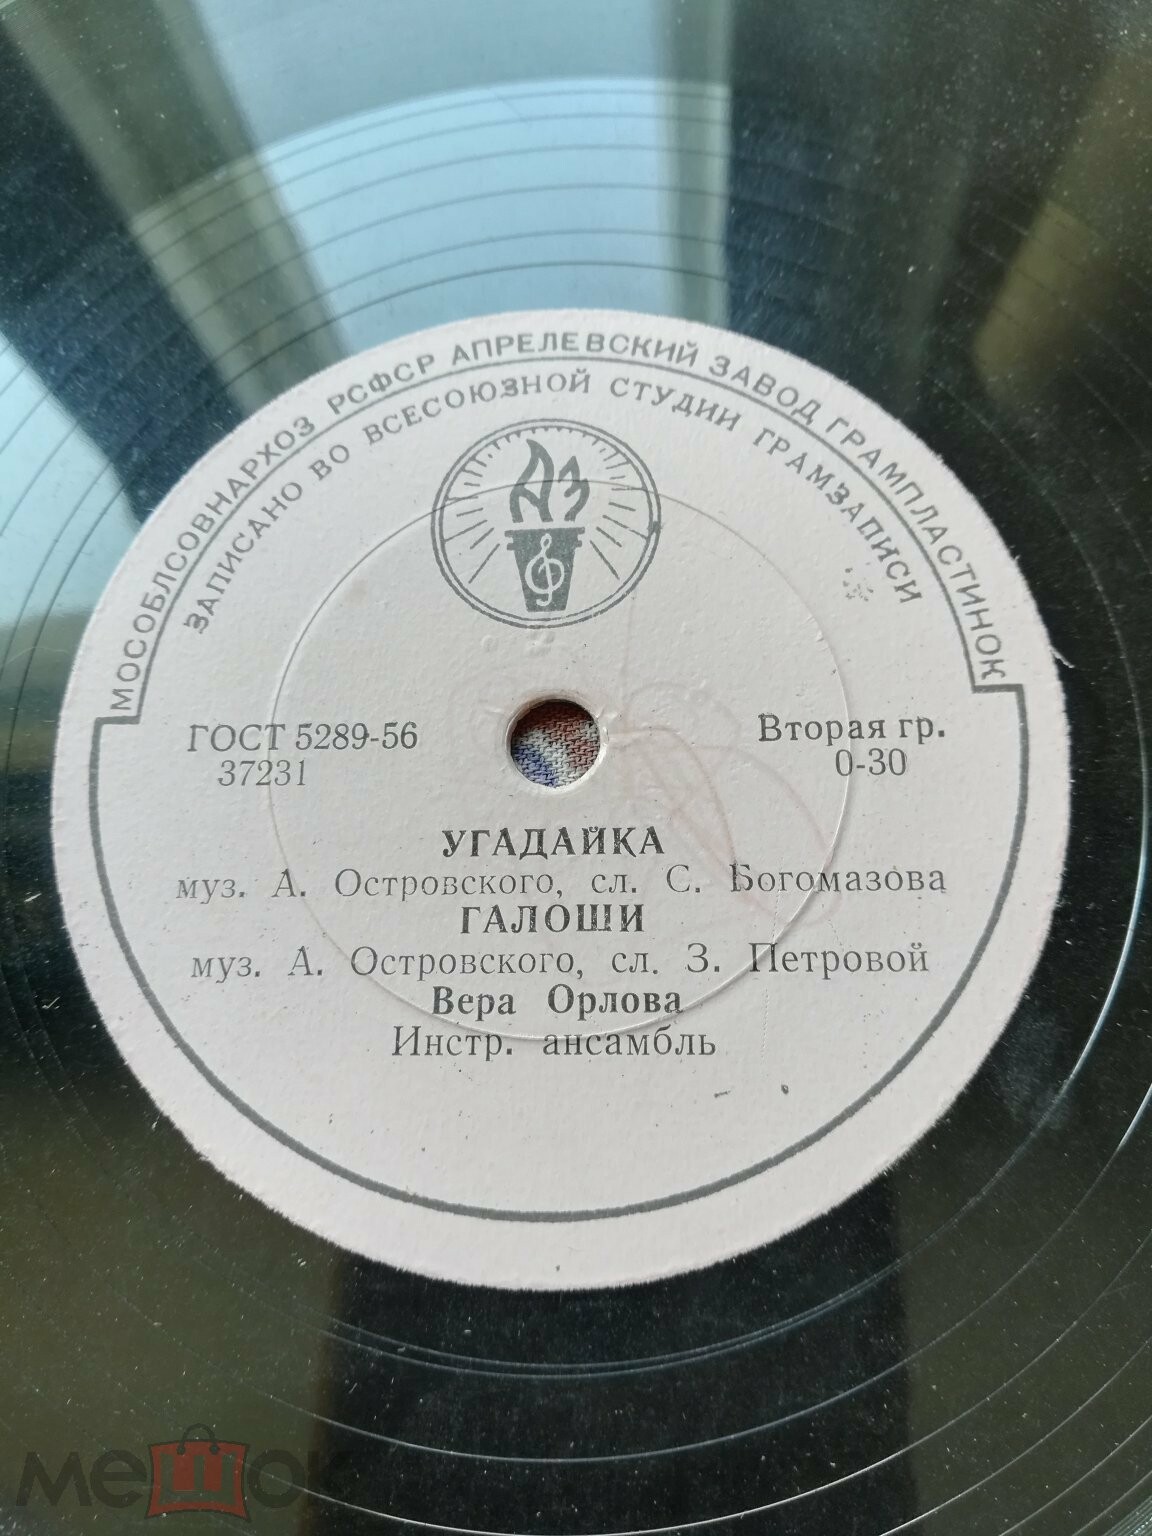 МОСОБЛСОВНАРХОЗ РСФСР АПРЕЛЕВСКИЙ ЗАВОД ГРАМПЛАСТИНОК
ЗАПИСАНО ВО ВСЕСОЮЗНОЙ СТУДИИ ГРАМЗАПИСИ
АЗ
ГОСТ 5289-56
37231
Вторая гр.
0-30
УГАДАЙКА
муз. А. Островского, сл. С. Богомазова
ГАЛОШИ
муз. А. Островского, сл. З. Петровой
Вера Орлова
Инстр. ансамбль
мешок